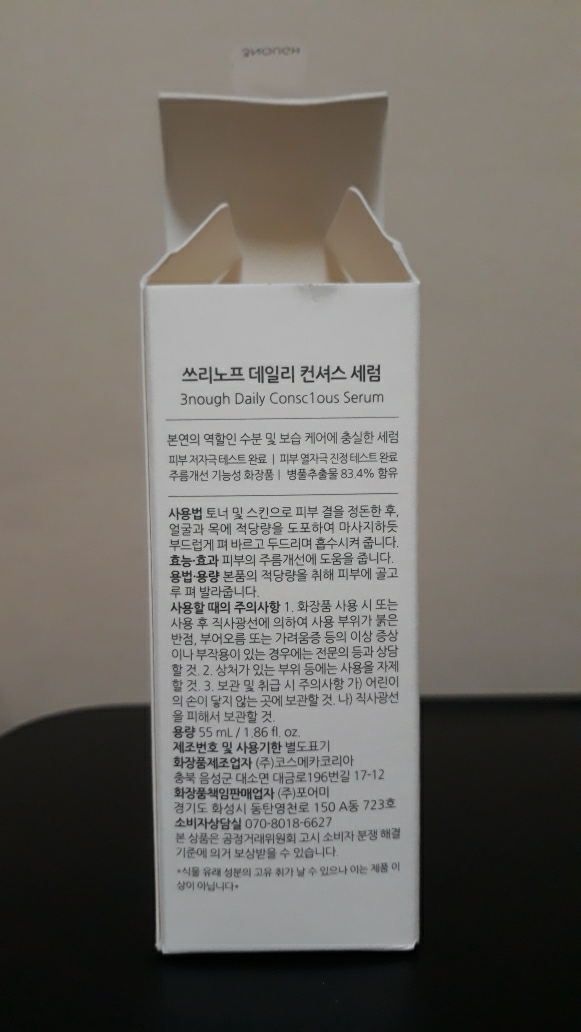 3NOUGH
쓰리노프 데일리 컨셔스 세럼
3nough Daily Consc1ous Serum
본연의 역할인 수분 및 보습 케어에 충실한 세럼
피부 저자극 테스트 완료 | 피부 열자극 진정 테스트 완료
주름개선 기능성 화장품 | 병풀추출물 83.4% 함유
사용법 토너 및 스킨으로 피부 결을 정돈한 후,
얼굴과 목에 적당량을 도포하여 마사지하듯
부드럽게 펴 바르고 두드리며 흡수시켜 줍니다.
효능·효과 피부의 주름개선에 도움을 줍니다.
용법·용량 본품의 적당량을 취해 피부에 골고
루 펴 발라줍니다.
사용할 때의 주의사항 1. 화장품 사용 시 또는
사용 후 직사광선에 의하여 사용 부위가 붉은
반점, 부어오름 또는 가려움증 등의 이상 증상
이나 부작용이 있는 경우에는 전문의 등과 상담
할 것. 2. 상처가 있는 부위 등에는 사용을 자제
할 것. 3. 보관 및 취급 시 주의사항 가) 어린이
의 손이 닿지 않는 곳에 보관할 것. 나) 직사광선
을 피해서 보관할 것.
용량 55 mL / 1.86 fl. oz.
제조번호 및 사용기한 별도표기
화장품제조업자 (주)코스메카코리아
충북 음성군 대소면 대금로196번길 17-12
화장품책임판매업자 (주)포어미
경기도 화성시 동탄영천로 150 A동 723호
소비자상담실 070-8018-6627
본 상품은 공정거래위원회 고시 소비자 분쟁 해결
기준에 의거 보상받을 수 있습니다.
*식물 유래 성분의 고유 취가 날 수 있으나 이는 제품 이
상이 아닙니다*